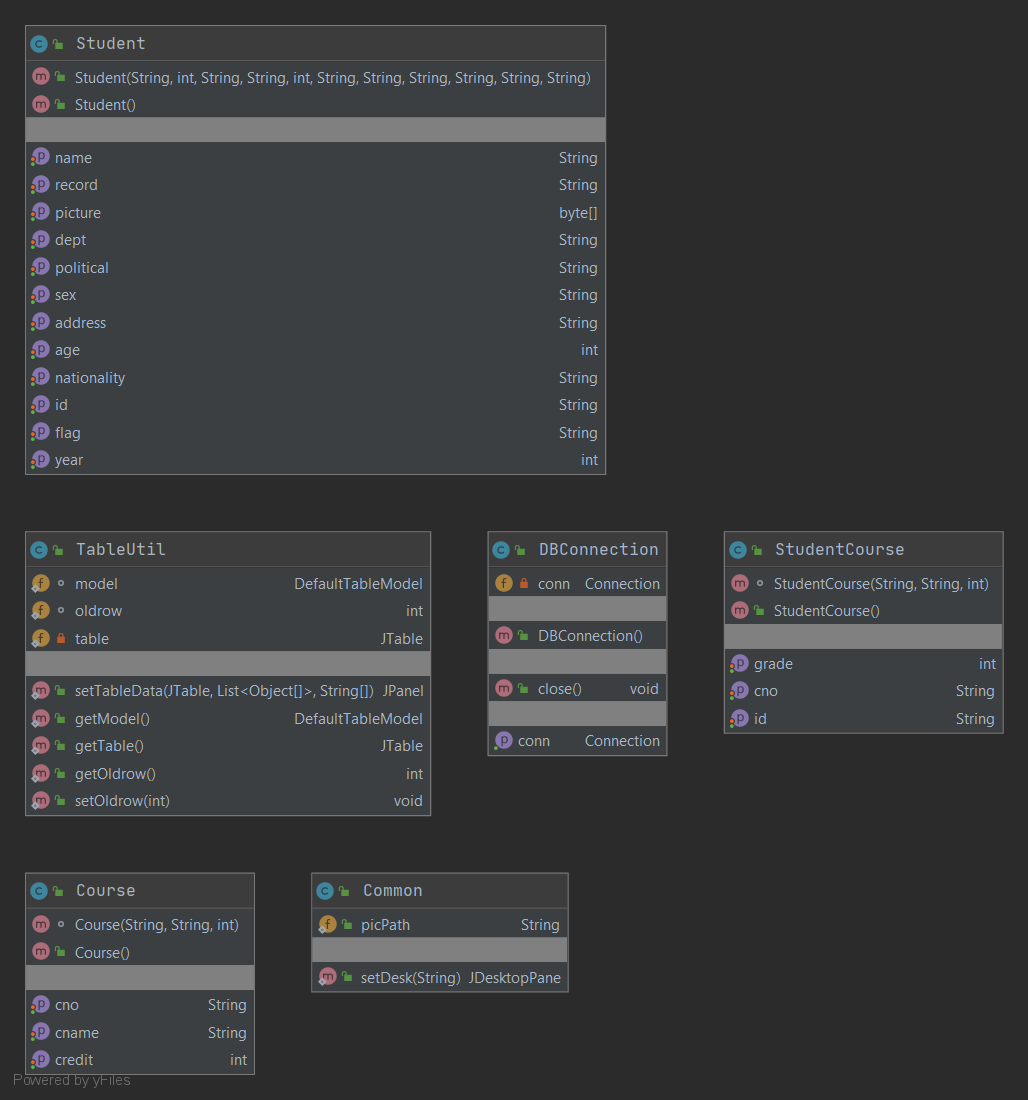 Student
Student(String, int, String, String, int, String, String, String, String, String, String)
Student()
name String
record String
picture byte[]
dept String
political String
sex String
address String
age int
nationality String
id String
flag String
year int
TableUtil
model DefaultTableModel
oldrow int
table JTable
setTableData(JTable, List<Object[]>, String[]) JPanel
getModel() DefaultTableModel
getTable() JTable
getOldrow() int
setOldrow(int) void
DBConnection
conn Connection
DBConnection()
close() void
conn Connection
StudentCourse
StudentCourse(String, String, int)
StudentCourse()
grade int
cno String
id String
Course
Course(String, String, int)
Course()
cno String
cname String
credit int
Common
picPath String
setDesk(String) JDesktopPane
Powered by yFiles